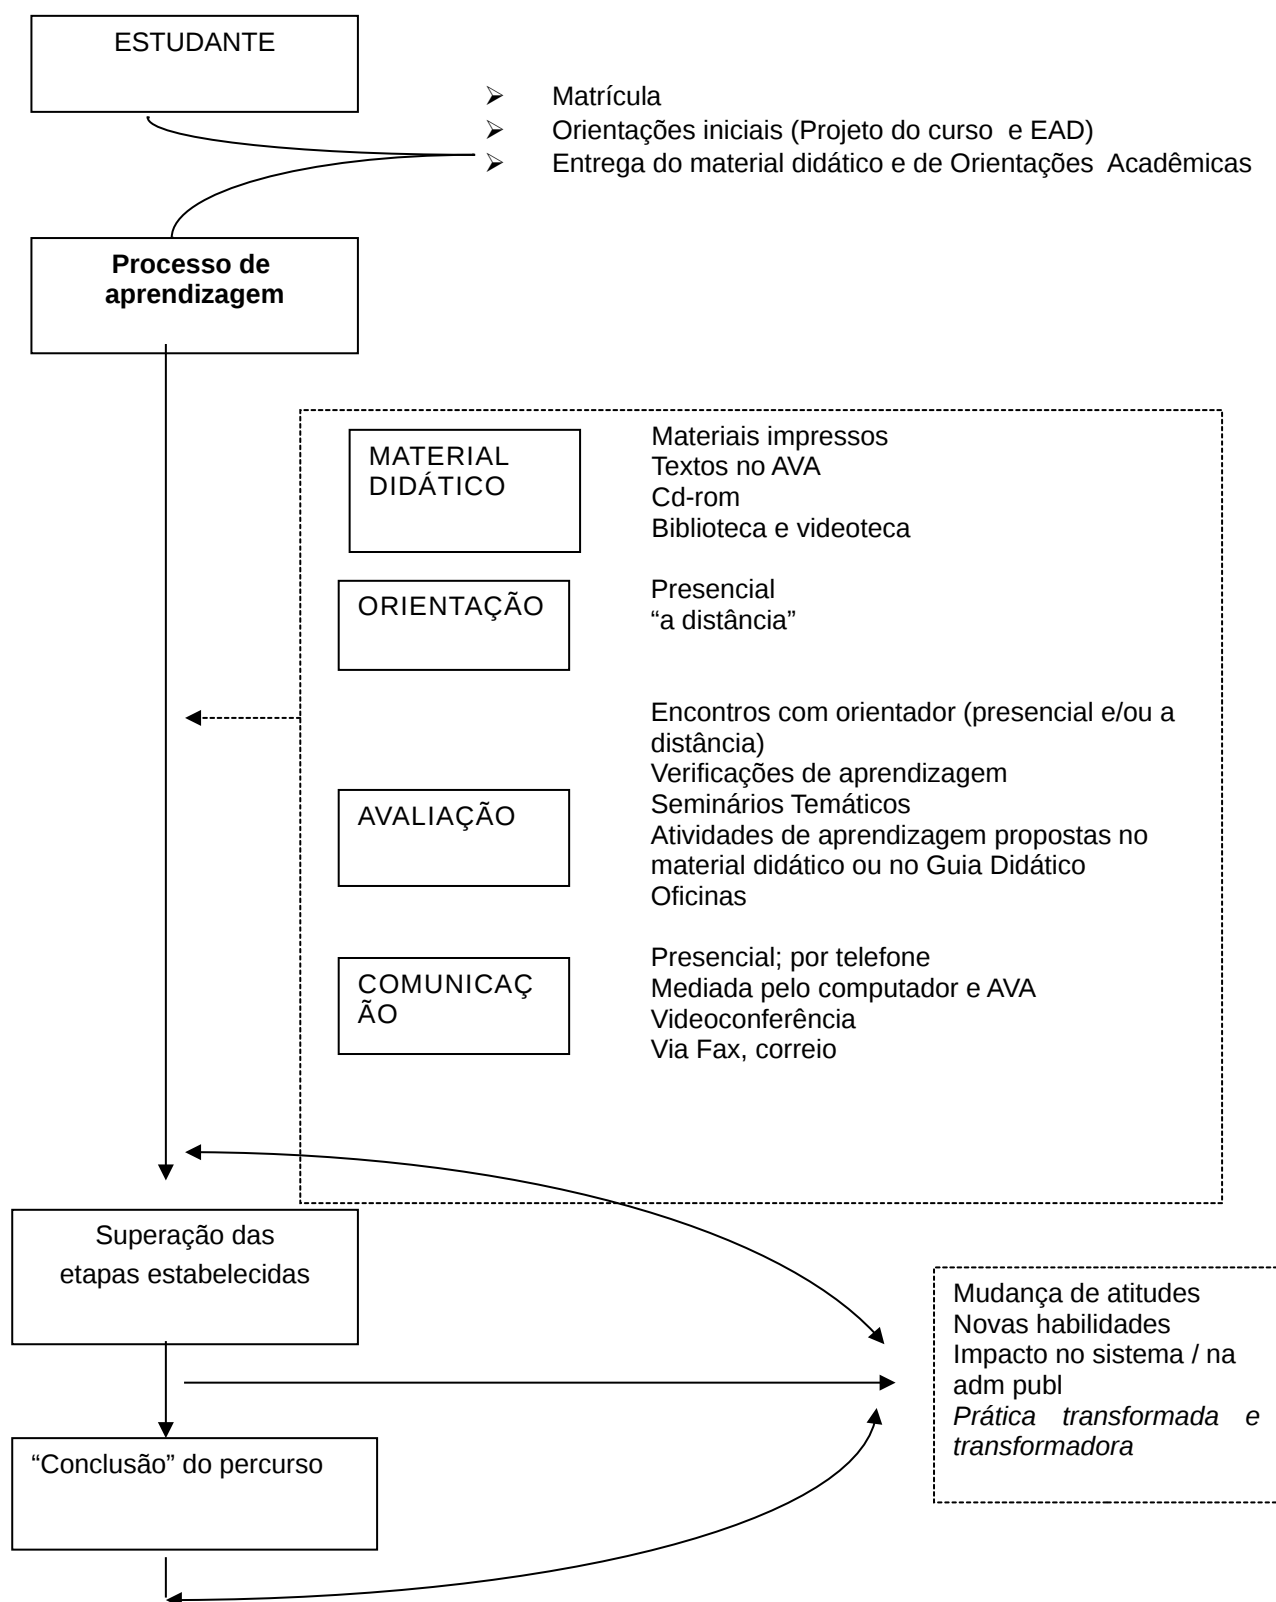 ESTUDANTE
➢ Matrícula
➢ Orientações iniciais (Projeto do curso e EAD)
➢ Entrega do material didático e de Orientações Acadêmicas
Processo de
aprendizagem
MATERIAL
DIDÁTICO
Materiais impressos
Textos no AVA
Cd-rom
Biblioteca e videoteca
ORIENTAÇÃO
Presencial
“a distância”
AVALIAÇÃO
Encontros com orientador (presencial e/ou a
distância)
Verificações de aprendizagem
Seminários Temáticos
Atividades de aprendizagem propostas no
material didático ou no Guia Didático
Oficinas
COMUNICAÇ
ÃO
Presencial; por telefone
Mediada pelo computador e AVA
Videoconferência
Via Fax, correio
Superação das
etapas estabelecidas
Mudança de atitudes
Novas habilidades
Impacto no sistema / na
adm publ
Prática transformada e
transformadora
“Conclusão” do percurso